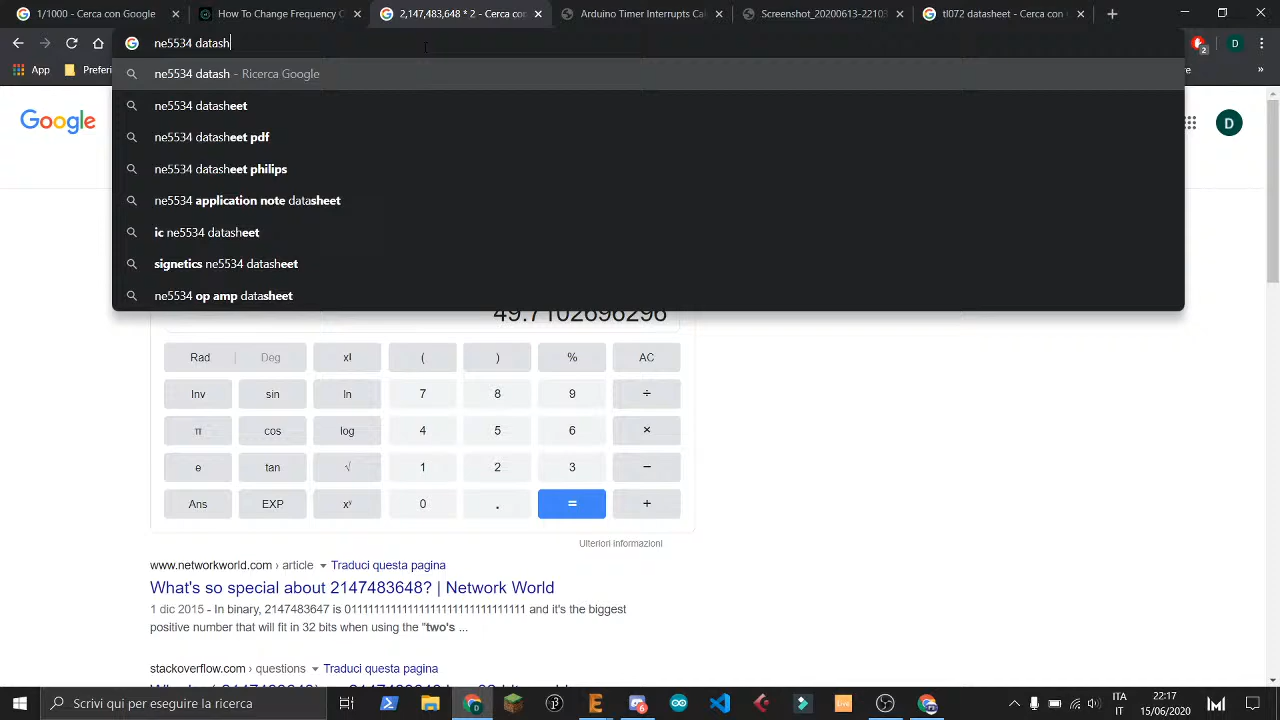 1/1000 - Cerca con Google
How To Change Frequency O
2,147,483,648 * 2 - Cerca co
Arduino Timer Interrupts Cal
Screenshot_20200613-22103
tl072 datasheet - Cerca con
ne5534 datash
2
D
App
Preferi
re
»
ne5534 datash - Ricerca Google
Google
D
ne5534 datasheet
ne5534 datasheet pdf
ne5534 datasheet philips
ne5534 application note datasheet
ic ne5534 datasheet
signetics ne5534 datasheet
ne5534 op amp datasheet
49.7102696296
Rad Deg x! ( ) % AC
Inv sin ln 7 8 9 ÷
π cos log 4 5 6 ×
e tan √ 1 2 3 −
Ans EXP xʸ 0 . = +
Ulteriori informazioni
www.networkworld.com › article Traduci questa pagina
What's so special about 2147483648? | Network World
1 dic 2015 - In binary, 2147483647 is 01111111111111111111111111111111 and it's the biggest
positive number that will fit in 32 bits when using the "two's ...
stackoverflow.com › questions Traduci questa pagina
Scrivi qui per eseguire la ricerca
ITA
IT
22:17
15/06/2020